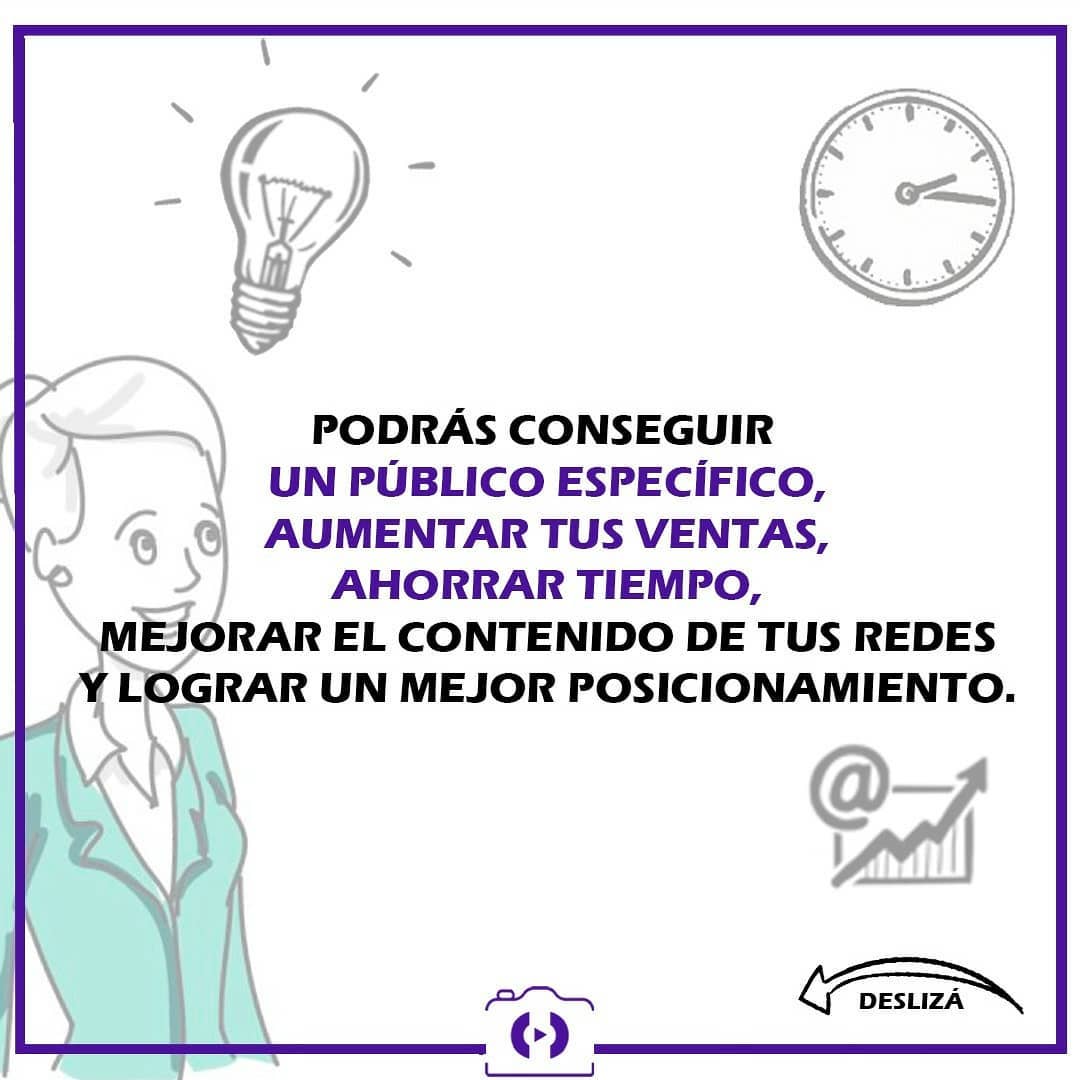 PODRÁS CONSEGUIR
UN PÚBLICO ESPECÍFICO,
AUMENTAR TUS VENTAS,
AHORRAR TIEMPO,
MEJORAR EL CONTENIDO DE TUS REDES
Y LOGRAR UN MEJOR POSICIONAMIENTO.
@
DESLIZÁ